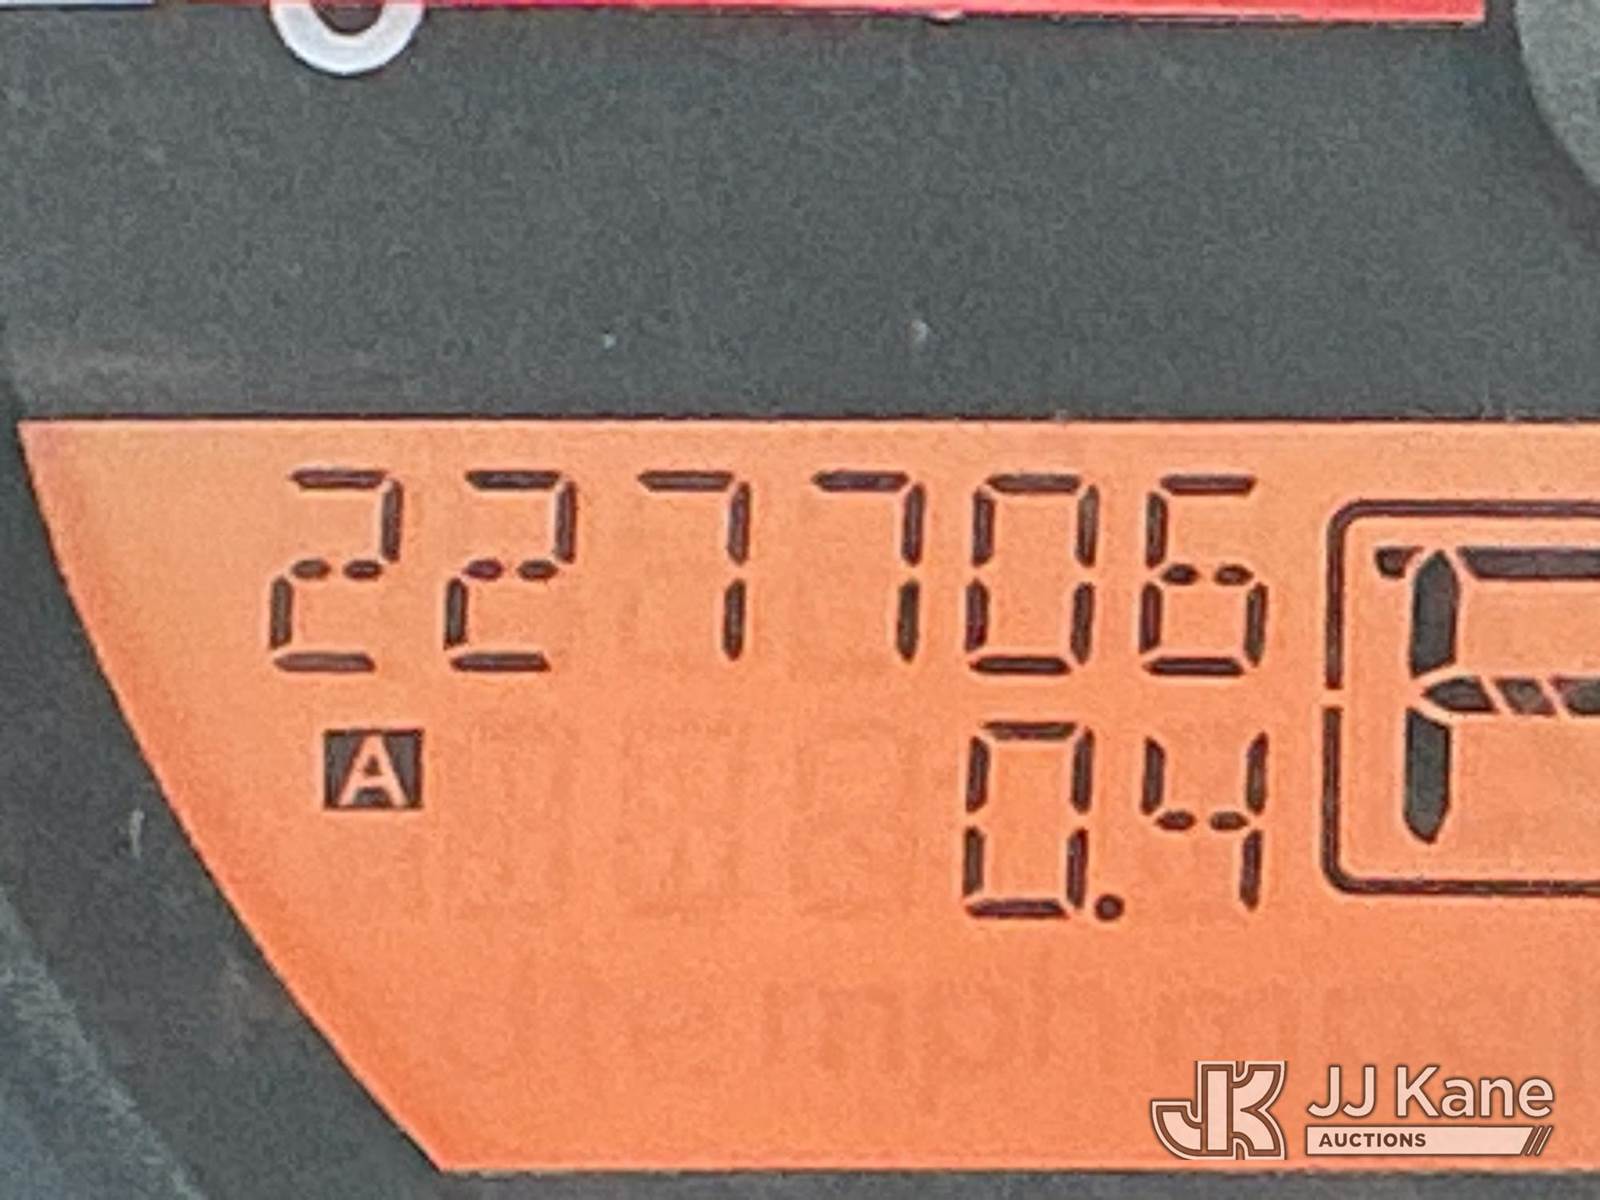 227706
A 0.4
P
JJ Kane
AUCTIONS